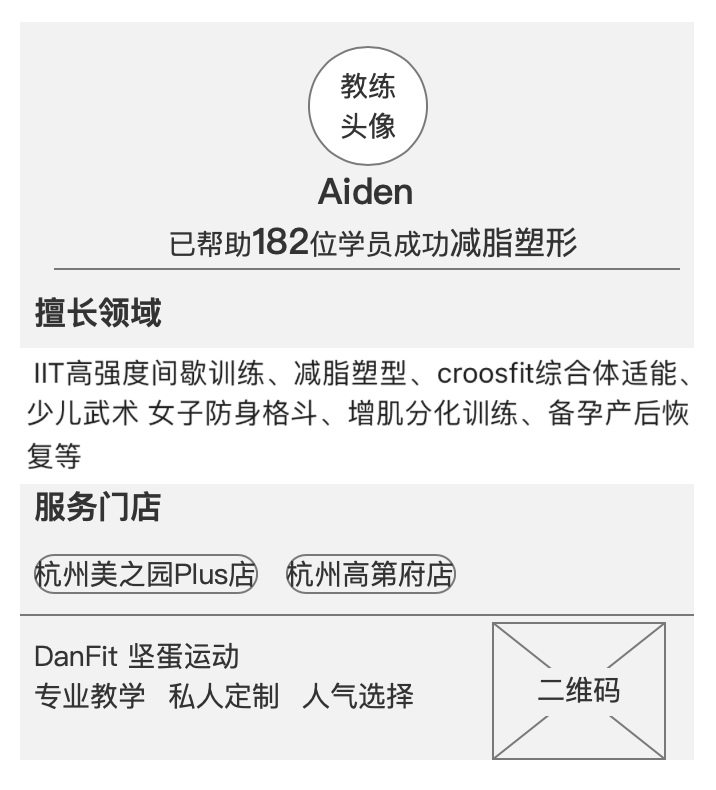 教练
头像
Aiden
已帮助182位学员成功减脂塑形
擅长领域
IIT高强度间歇训练、减脂塑型、croosfit综合体适能、
少儿武术 女子防身格斗、增肌分化训练、备孕产后恢
复等
服务门店
杭州美之园Plus店 杭州高第府店
DanFit 坚蛋运动
专业教学 私人定制 人气选择
二维码